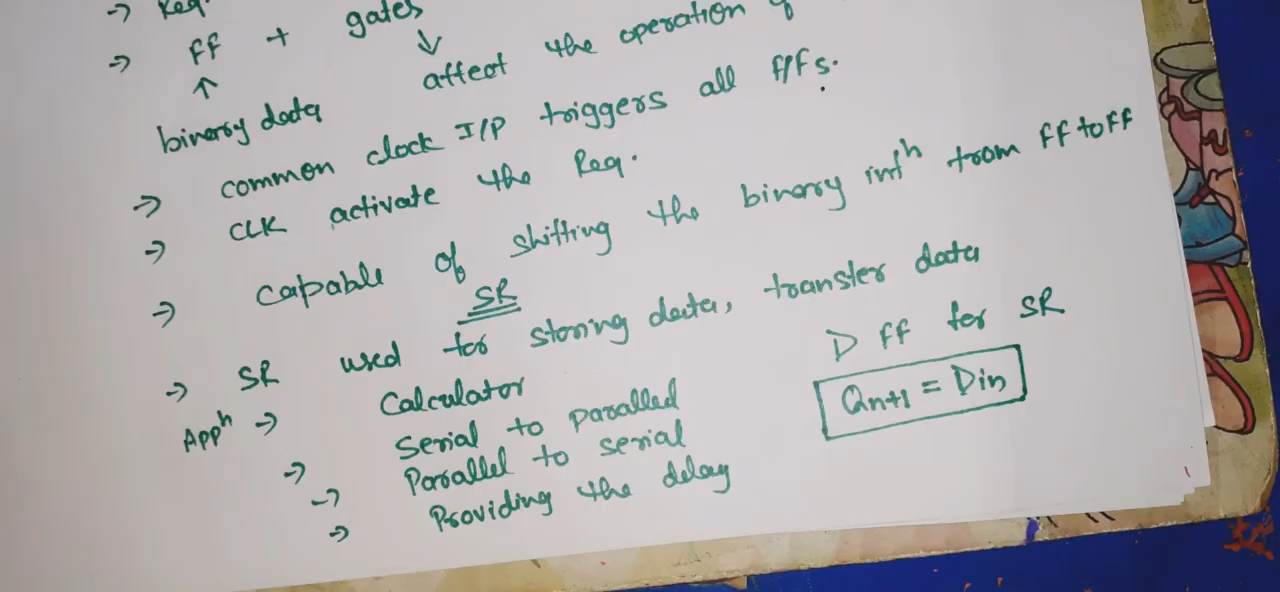 → Reg.
→ FF + gates
binary data affect the operation
→ common clock I/P triggers all F/Fs.
→ CLK activate the Reg.
→ capable of shifting the binary infⁿ from FF to FF
SR
→ SR used for storing data, transfer data
Appⁿ → Calculator
D FF for SR
→ Serial to paralled
Qn+1 = Din
→ Parallel to serial
→ Providing the delay